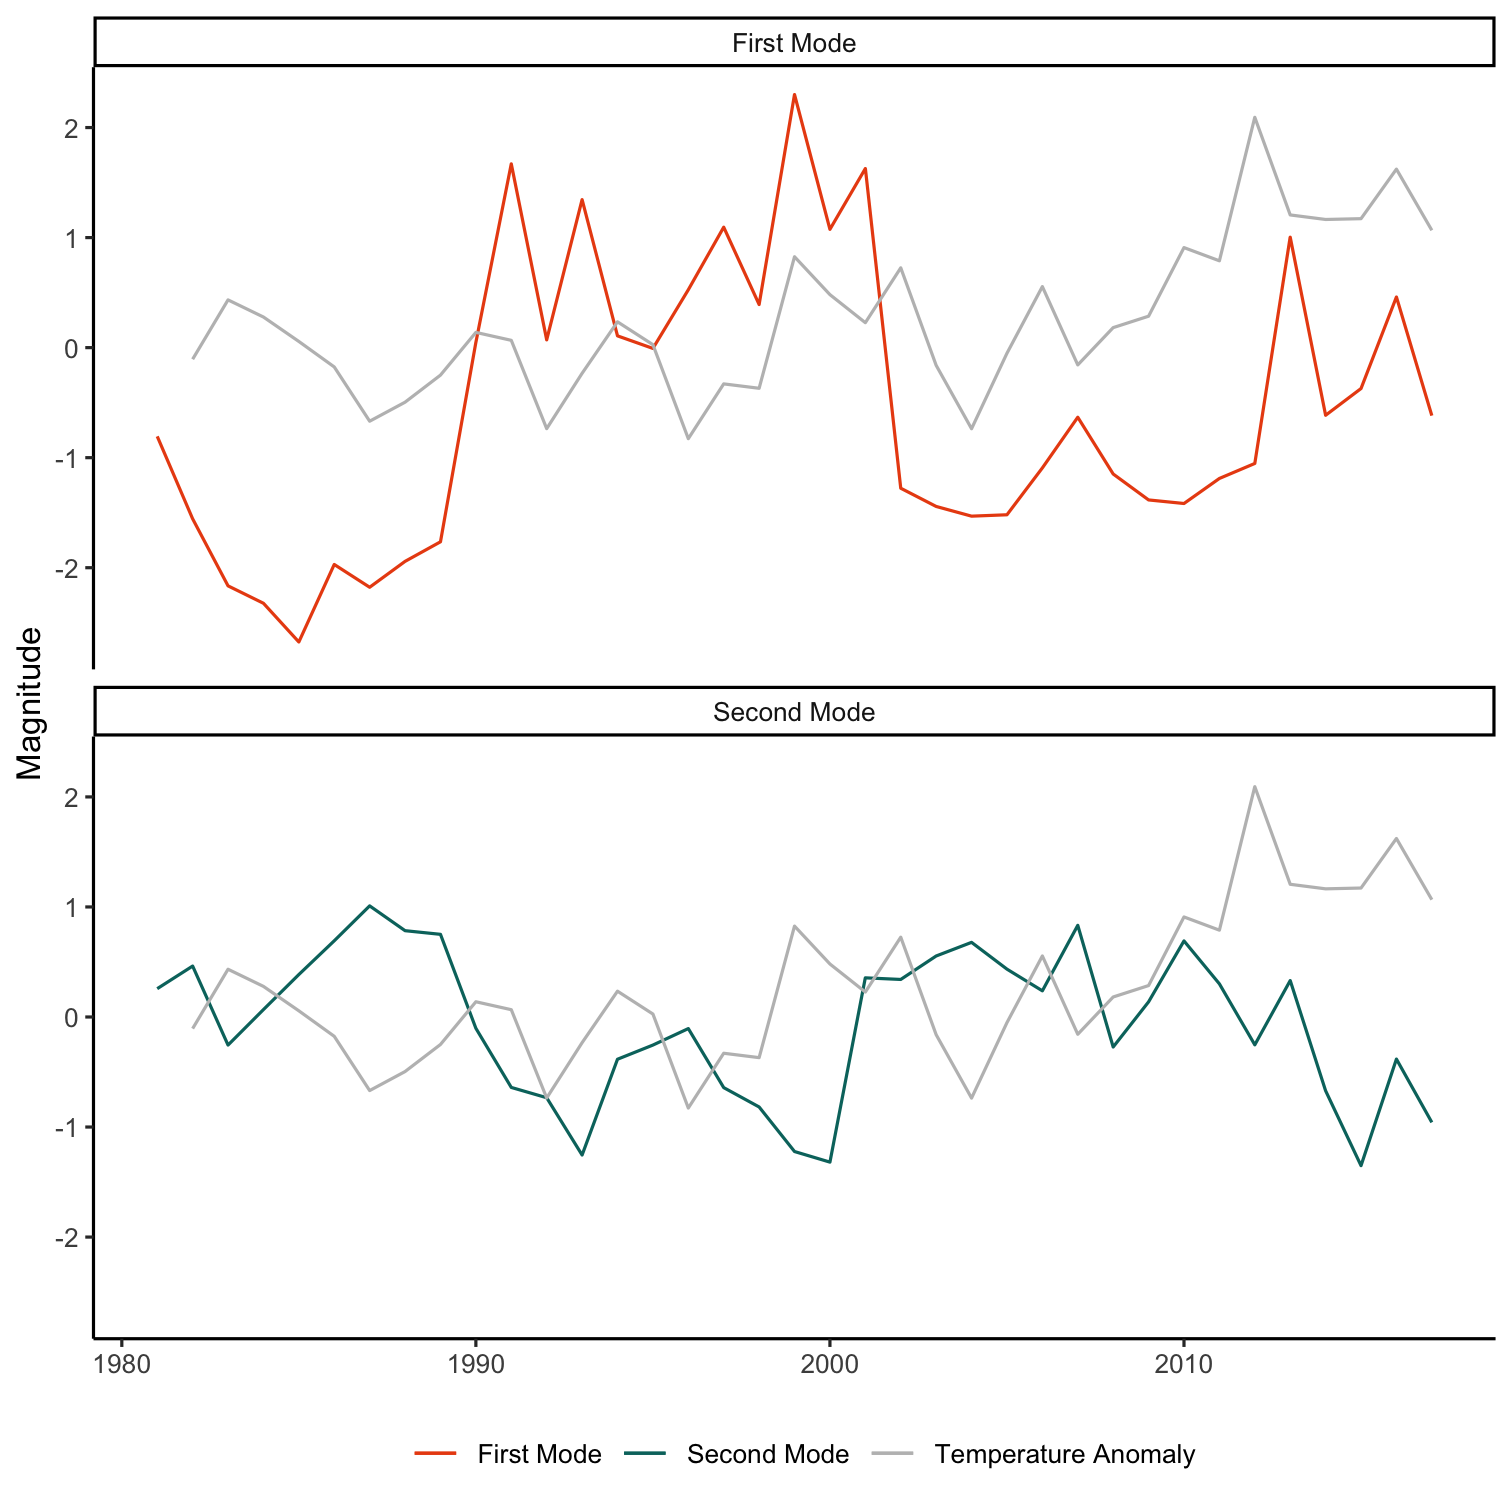 First Mode
2
1
0
-1
-2
Magnitude
Second Mode
2
1
0
-1
-2
1980 1990 2000 2010
First Mode Second Mode Temperature Anomaly